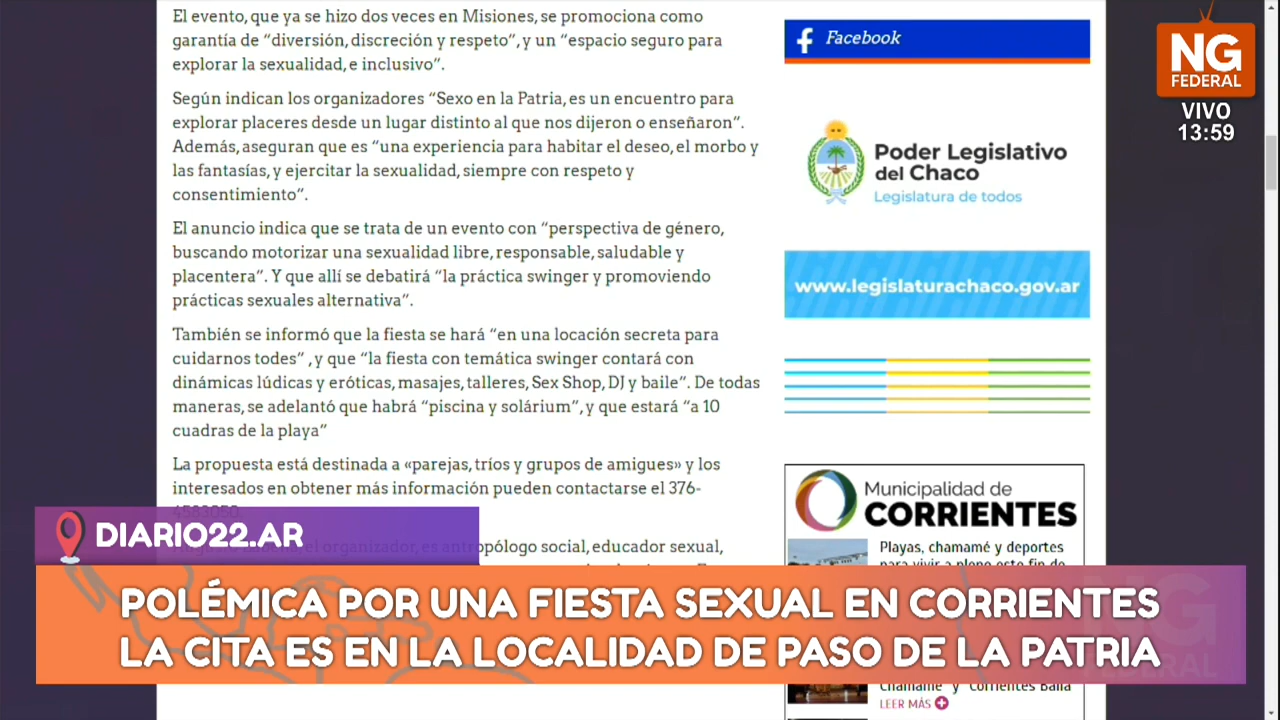 El evento, que ya se hizo dos veces en Misiones, se promociona como
garantía de “diversión, discreción y respeto”, y un “espacio seguro para
explorar la sexualidad, e inclusivo”.
Según indican los organizadores “Sexo en la Patria, es un encuentro para
explorar placeres desde un lugar distinto al que nos dijeron o enseñaron”.
Además, aseguran que es “una experiencia para habitar el deseo, el morbo y
las fantasías, y ejercitar la sexualidad, siempre con respeto y
consentimiento”.
El anuncio indica que se trata de un evento con “perspectiva de género,
buscando motorizar una sexualidad libre, responsable, saludable y
placentera”. Y que allí se debatirá “la práctica swinger y promoviendo
prácticas sexuales alternativa”.
También se informó que la fiesta se hará “en una locación secreta para
cuidarnos todes” , y que “la fiesta con temática swinger contará con
dinámicas lúdicas y eróticas, masajes, talleres, Sex Shop, DJ y baile”. De todas
maneras, se adelantó que habrá “piscina y solárium”, y que estará “a 10
cuadras de la playa”
La propuesta está destinada a «parejas, tríos y grupos de amigues» y los
interesados en obtener más información pueden contactarse el 376-
4583050
el organizador, es antropólogo social, educador sexual,
Facebook
Poder Legislativo
del Chaco
Legislatura de todos
www.legislaturachaco.gov.ar
Municipalidad de
CORRIENTES
Playas, chamamé y deportes
para vivir a pleno este fin de
Chamamé" y "Corrientes Baila
LEER MÁS
NG
FEDERAL
VIVO
13:59
DIARIO22.AR
POLÉMICA POR UNA FIESTA SEXUAL EN CORRIENTES
LA CITA ES EN LA LOCALIDAD DE PASO DE LA PATRIA
NG
FEDERAL